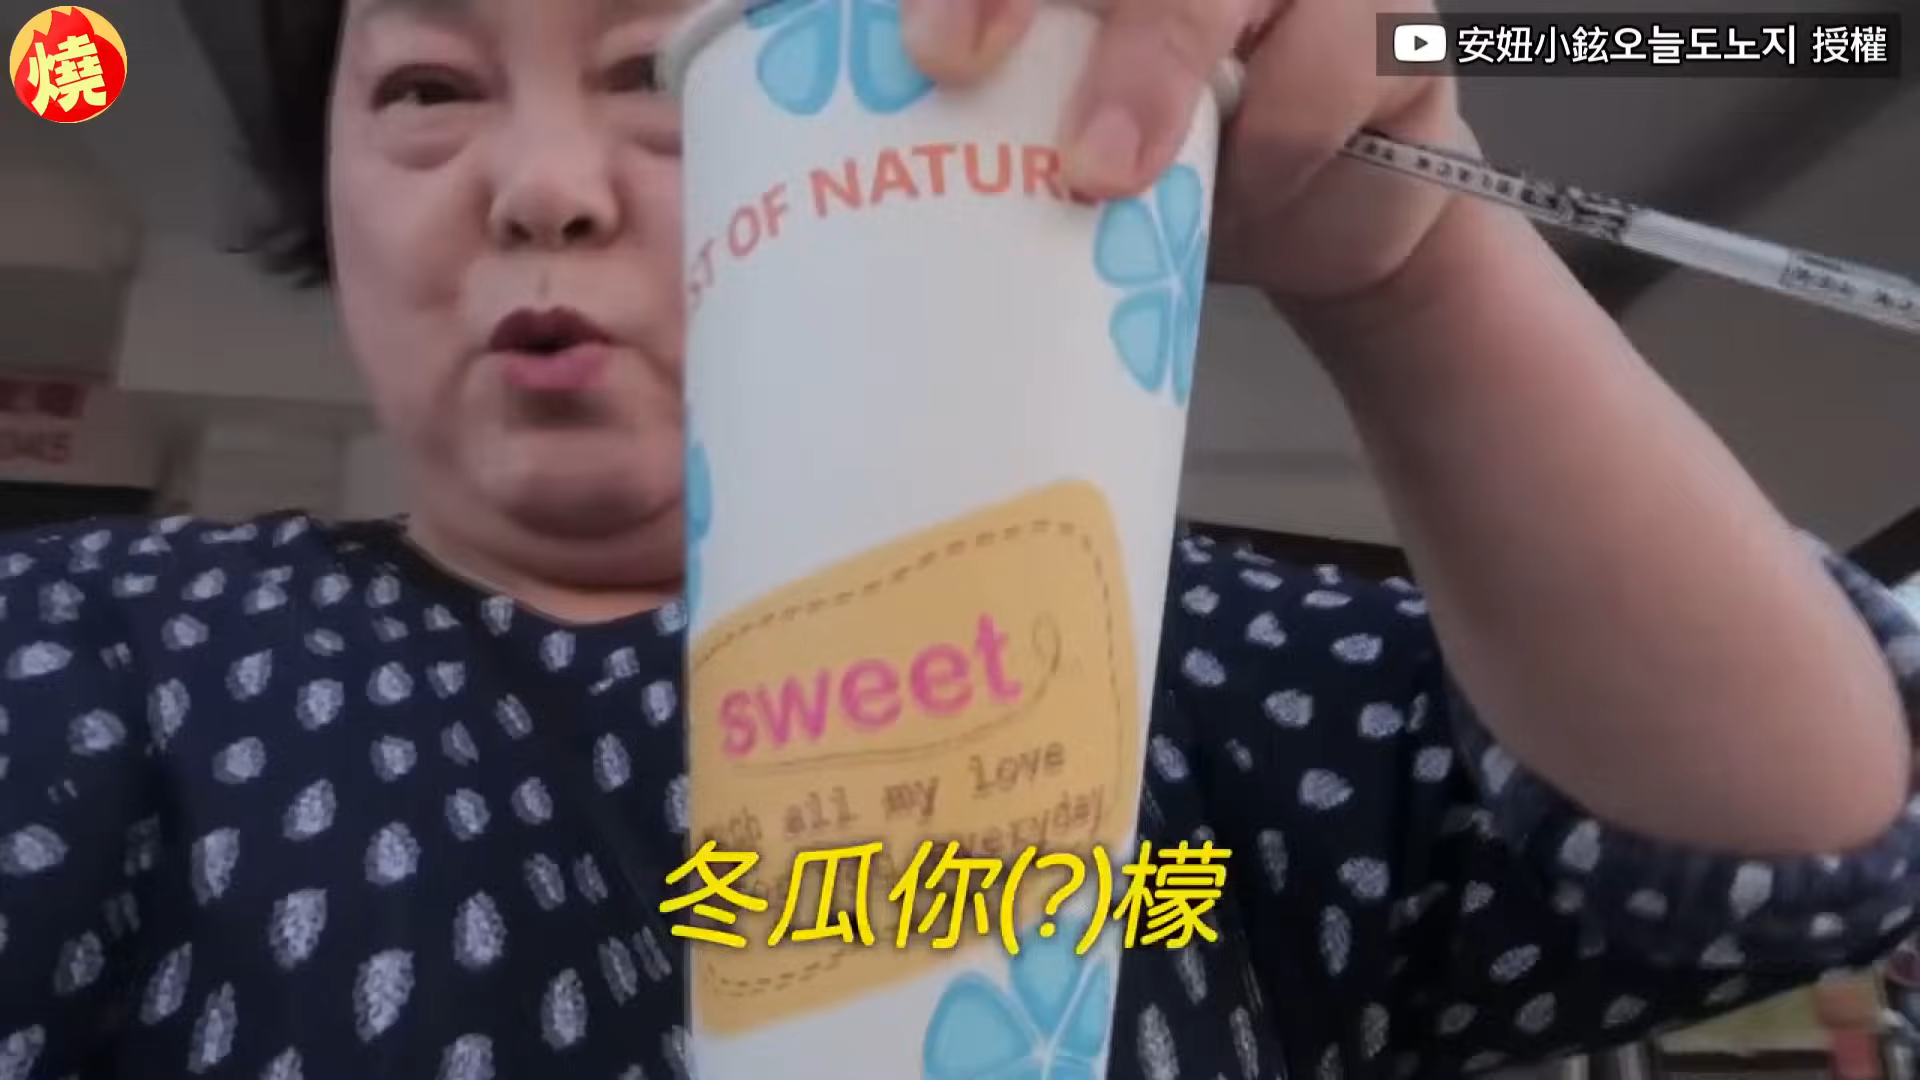 燒
安妞小鉉오늘도노지 授權
ST OF NATUR
sweet
all my love
everyday
冬瓜你(?)檬